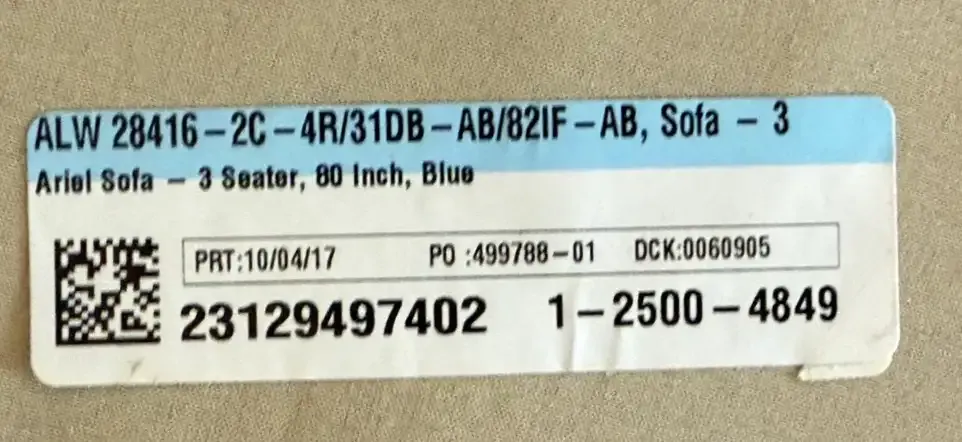 ALW 28416-2C-4R/31DB-AB/82IF-AB, Sofa - 3
Ariel Sofa - 3 Seater, 80 Inch, Blue
PRT:10/04/17 PO :499788-01 DCK:0060905
23129497402 1-2500-4849